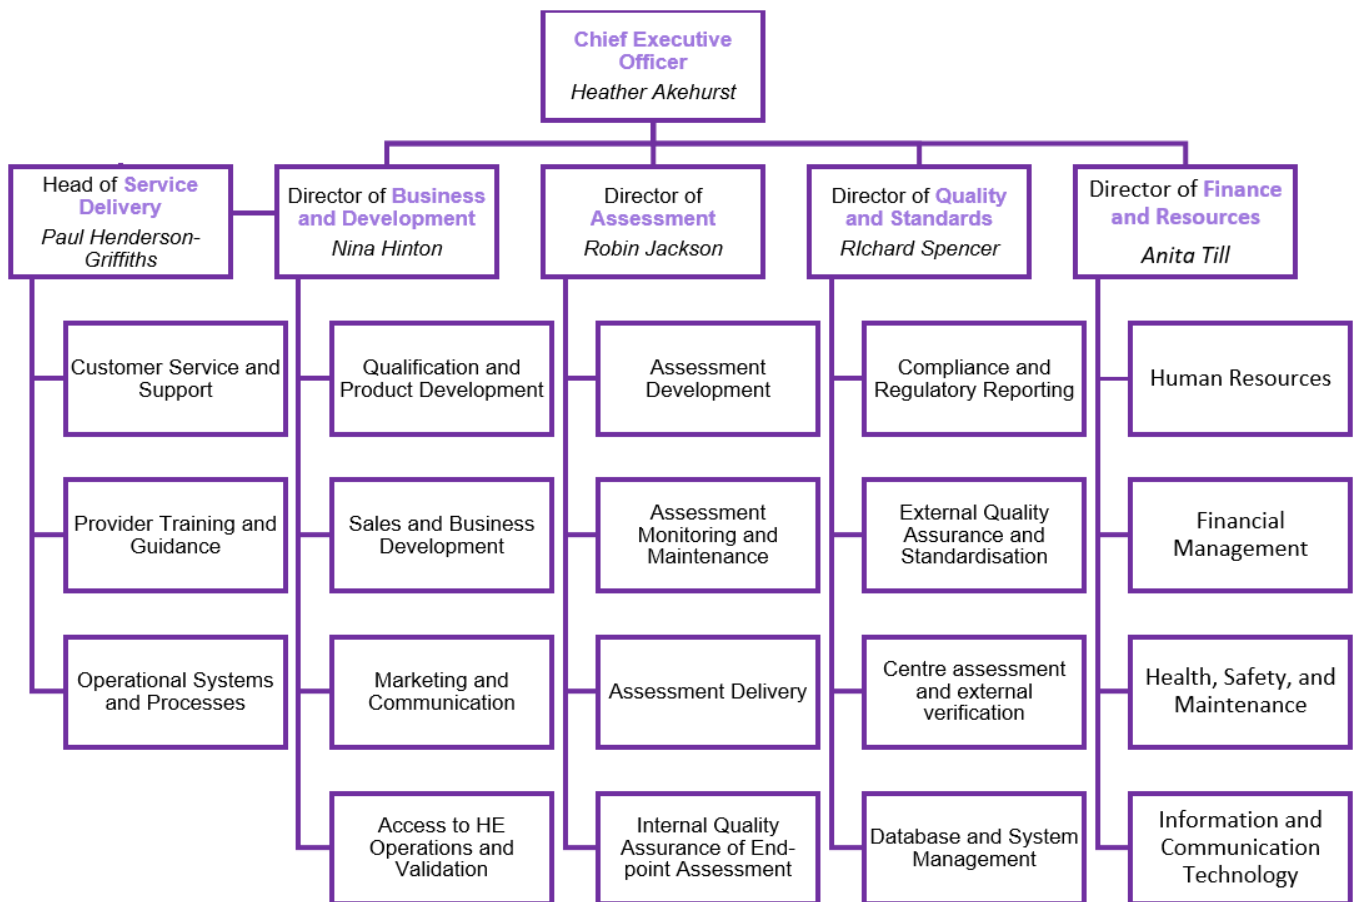 Chief Executive
Officer
Heather Akehurst
Head of Service
Delivery
Paul Henderson-
Griffiths
Director of Business
and Development
Nina Hinton
Director of
Assessment
Robin Jackson
Director of Quality
and Standards
RIchard Spencer
Director of Finance
and Resources
Anita Till
Customer Service and
Support
Qualification and
Product Development
Assessment
Development
Compliance and
Regulatory Reporting
Human Resources
Provider Training and
Guidance
Sales and Business
Development
Assessment
Monitoring and
Maintenance
External Quality
Assurance and
Standardisation
Financial
Management
Operational Systems
and Processes
Marketing and
Communication
Assessment Delivery
Centre assessment
and external
verification
Health, Safety, and
Maintenance
Access to HE
Operations and
Validation
Internal Quality
Assurance of End-
point Assessment
Database and System
Management
Information and
Communication
Technology